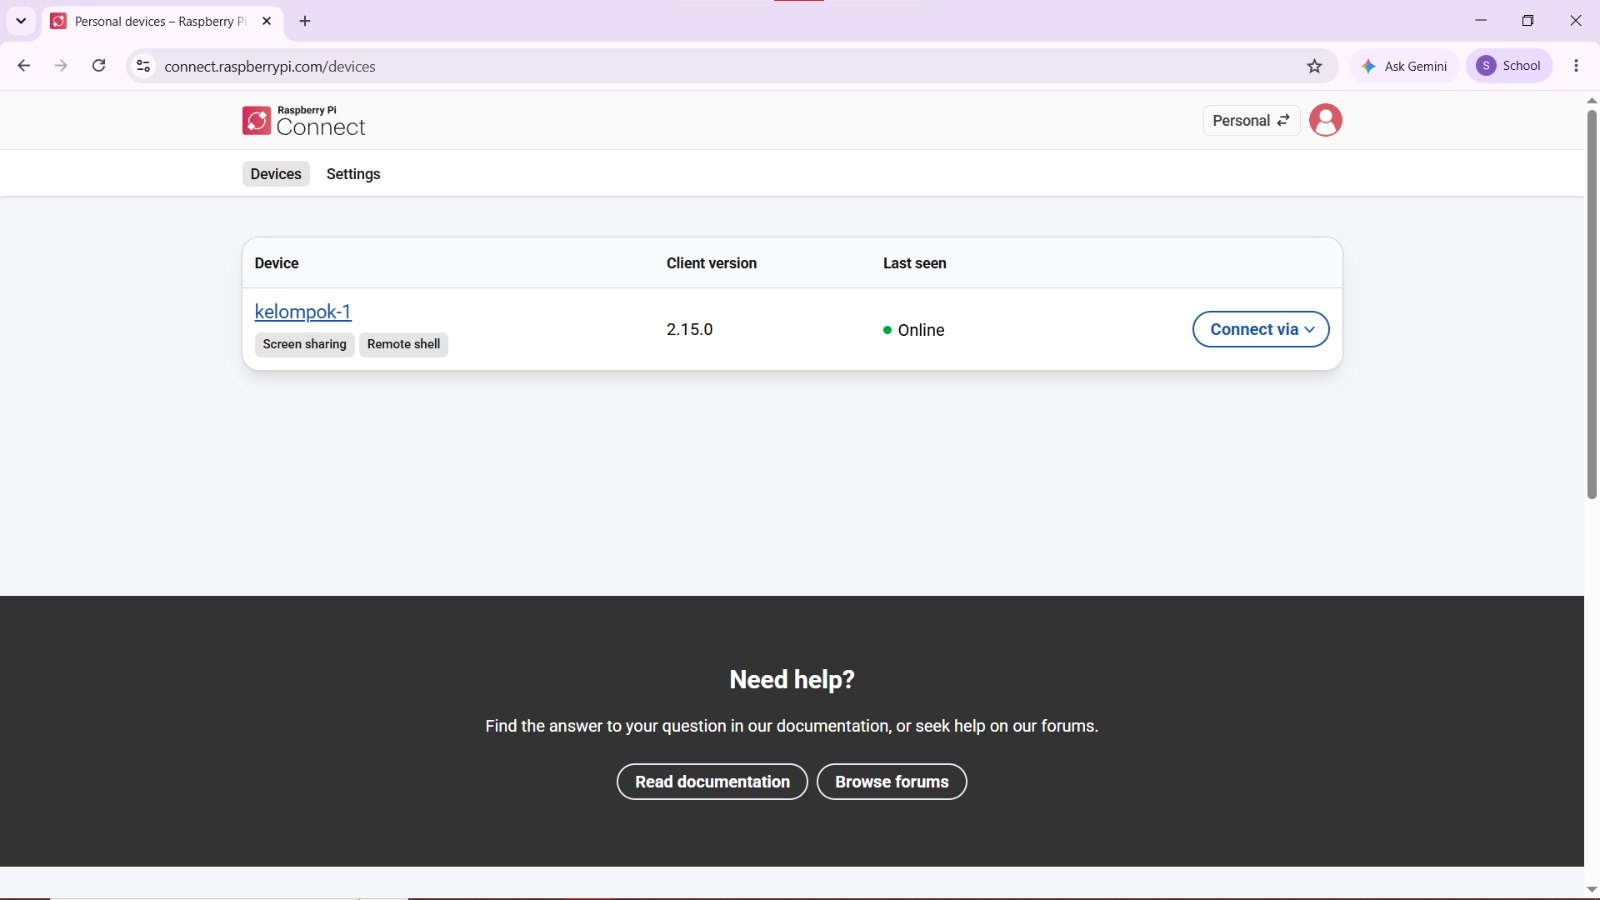 Personal devices – Raspberry Pi
connect.raspberrypi.com/devices
Ask Gemini
S School
Raspberry Pi
Connect
Personal
Devices
Settings
Device
Client version
Last seen
kelompok-1
Screen sharing
Remote shell
2.15.0
Online
Connect via
Need help?
Find the answer to your question in our documentation, or seek help on our forums.
Read documentation
Browse forums